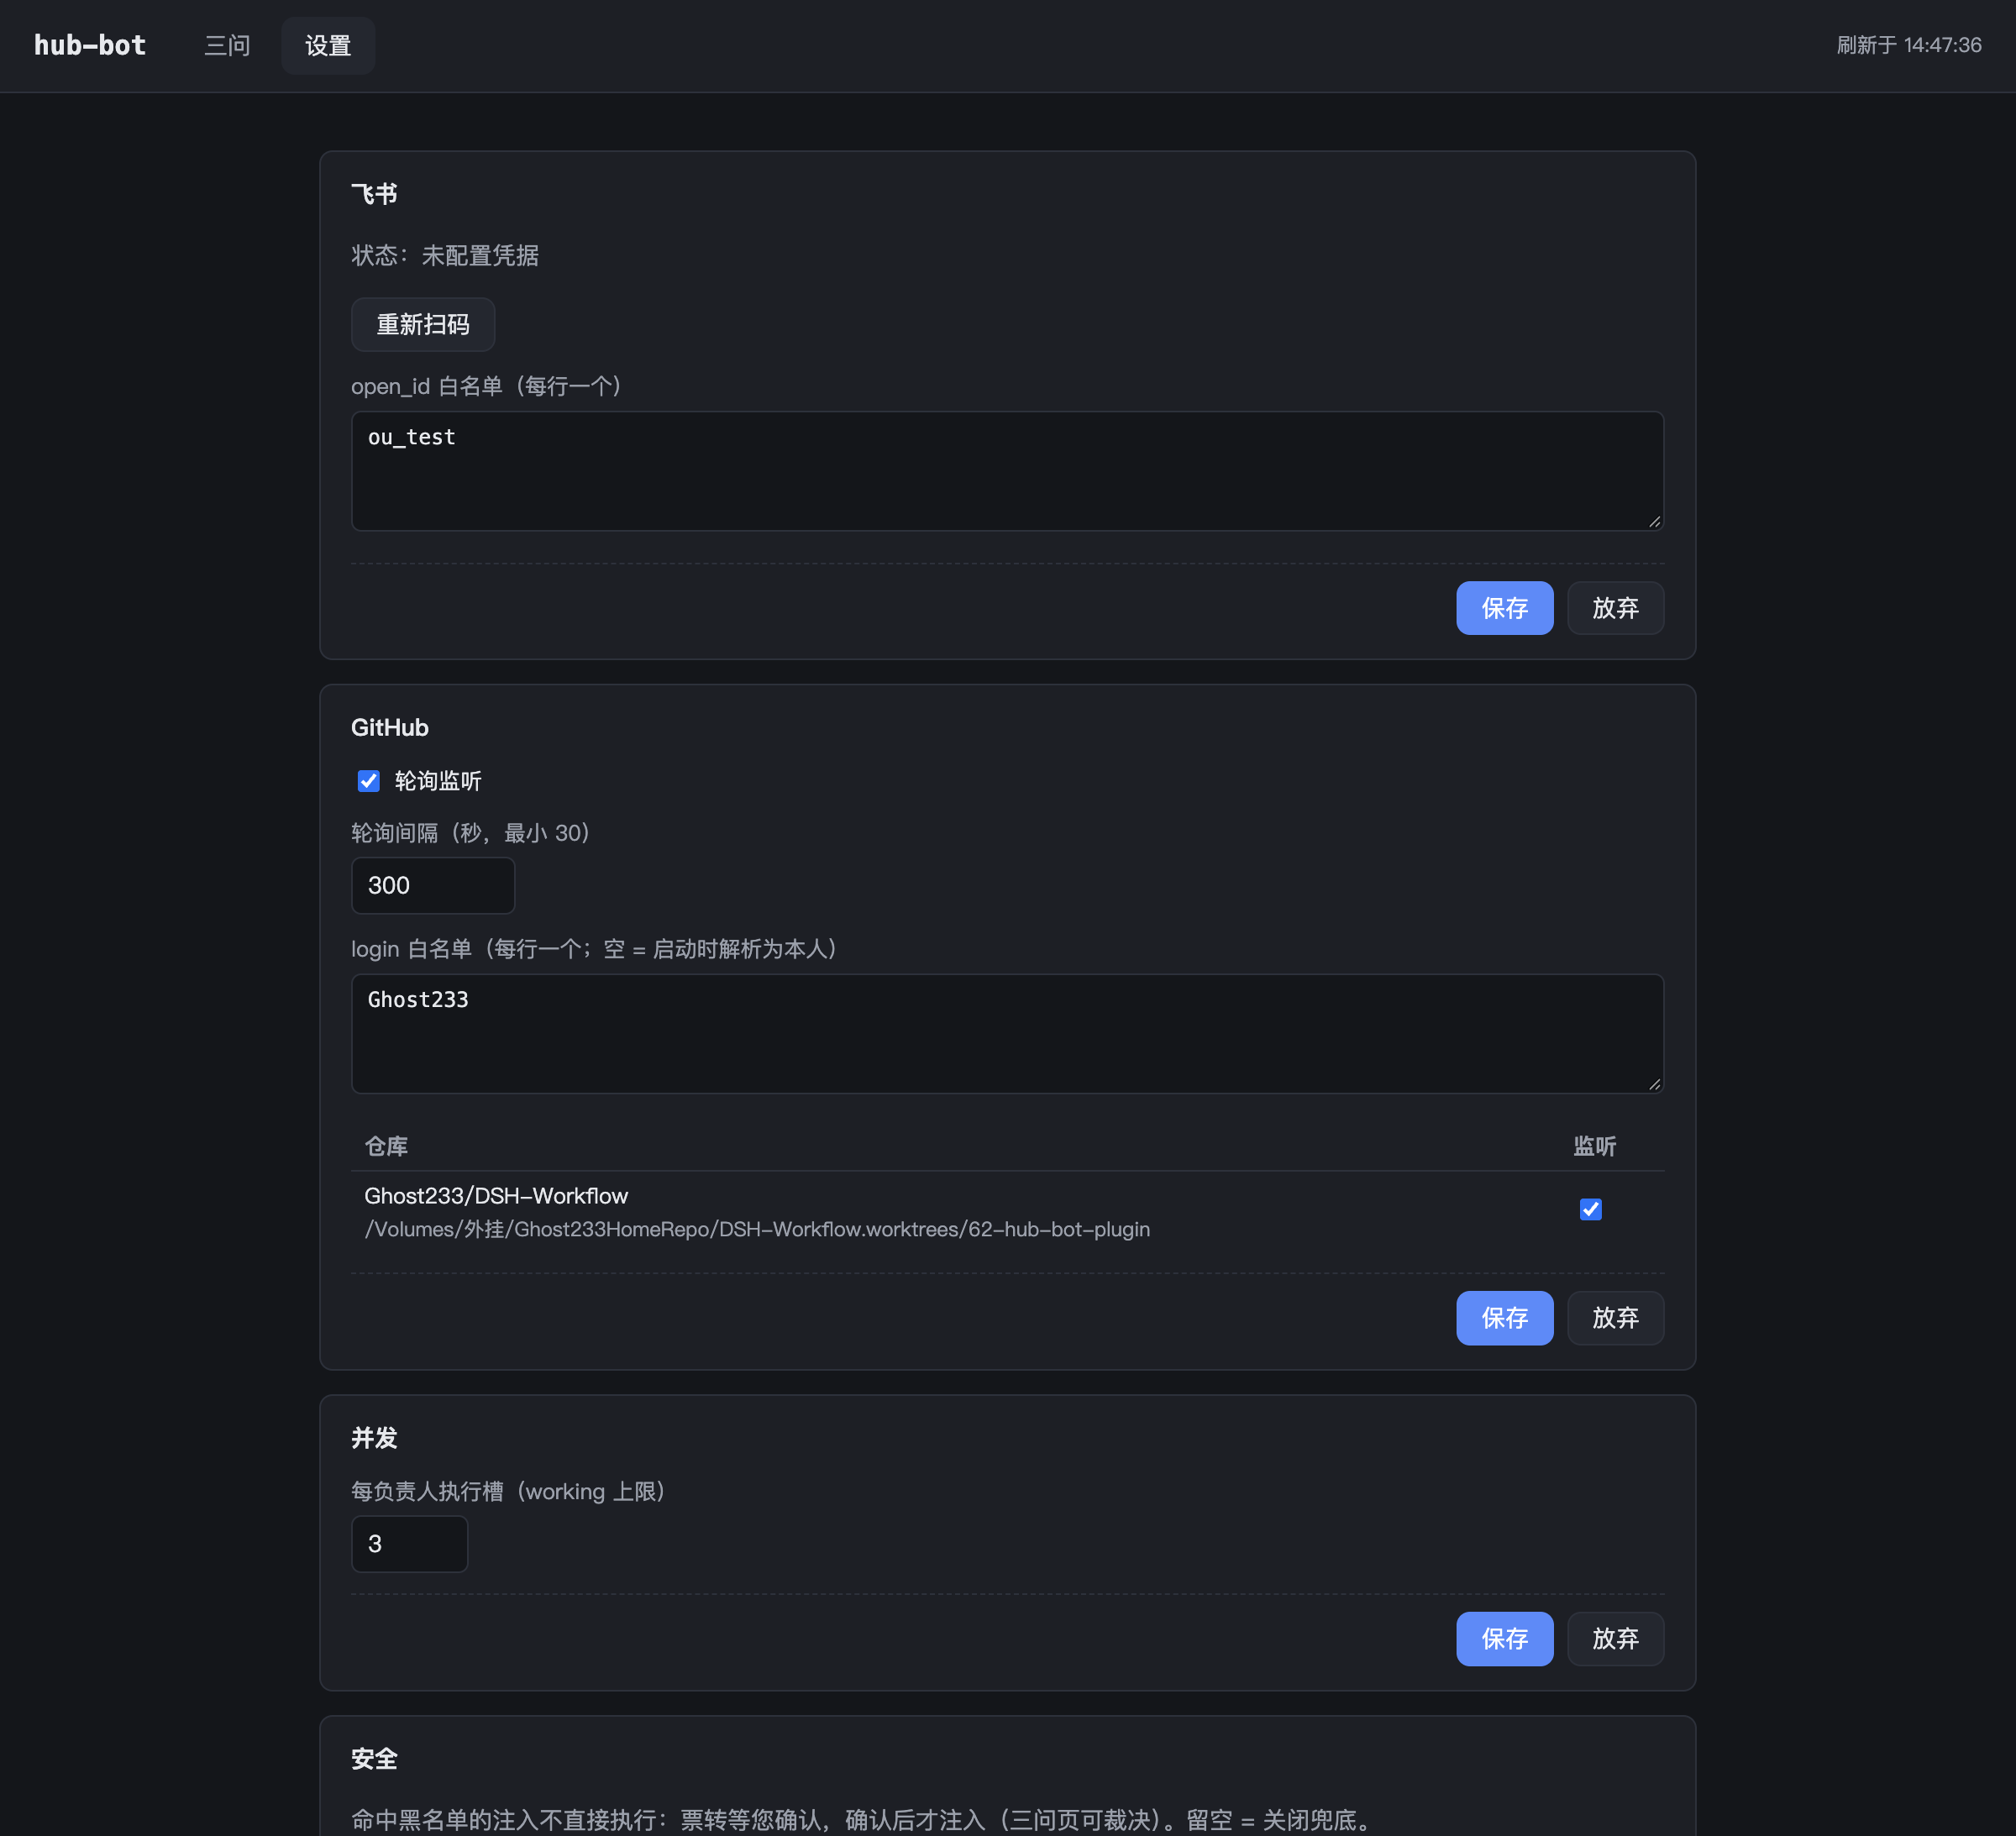 hub-bot 三问 设置 刷新于 14:47:36
飞书
状态：未配置凭据
重新扫码
open_id 白名单（每行一个）
ou_test
保存 放弃
GitHub
轮询监听
轮询间隔（秒，最小 30）
300
login 白名单（每行一个；空 = 启动时解析为本人）
Ghost233
仓库 监听
Ghost233/DSH-Workflow
/Volumes/外挂/Ghost233HomeRepo/DSH-Workflow.worktrees/62-hub-bot-plugin
保存 放弃
并发
每负责人执行槽（working 上限）
3
保存 放弃
安全
命中黑名单的注入不直接执行：票转等您确认，确认后才注入（三问页可裁决）。留空 = 关闭兜底。